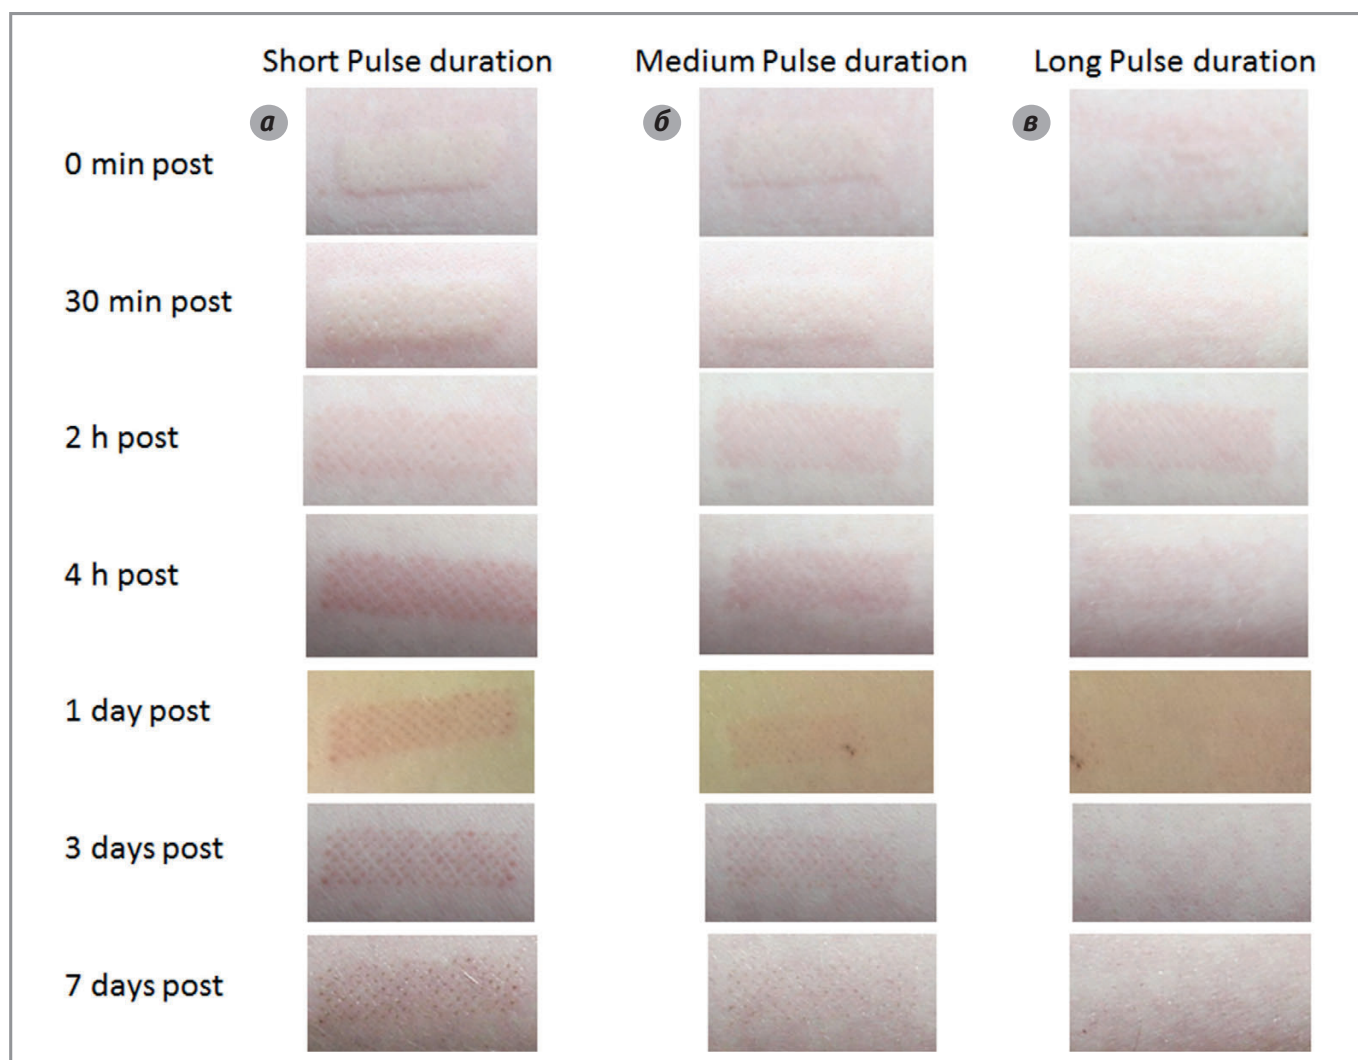 Short Pulse duration
Medium Pulse duration
Long Pulse duration
а
б
в
0 min post
30 min post
2 h post
4 h post
1 day post
3 days post
7 days post